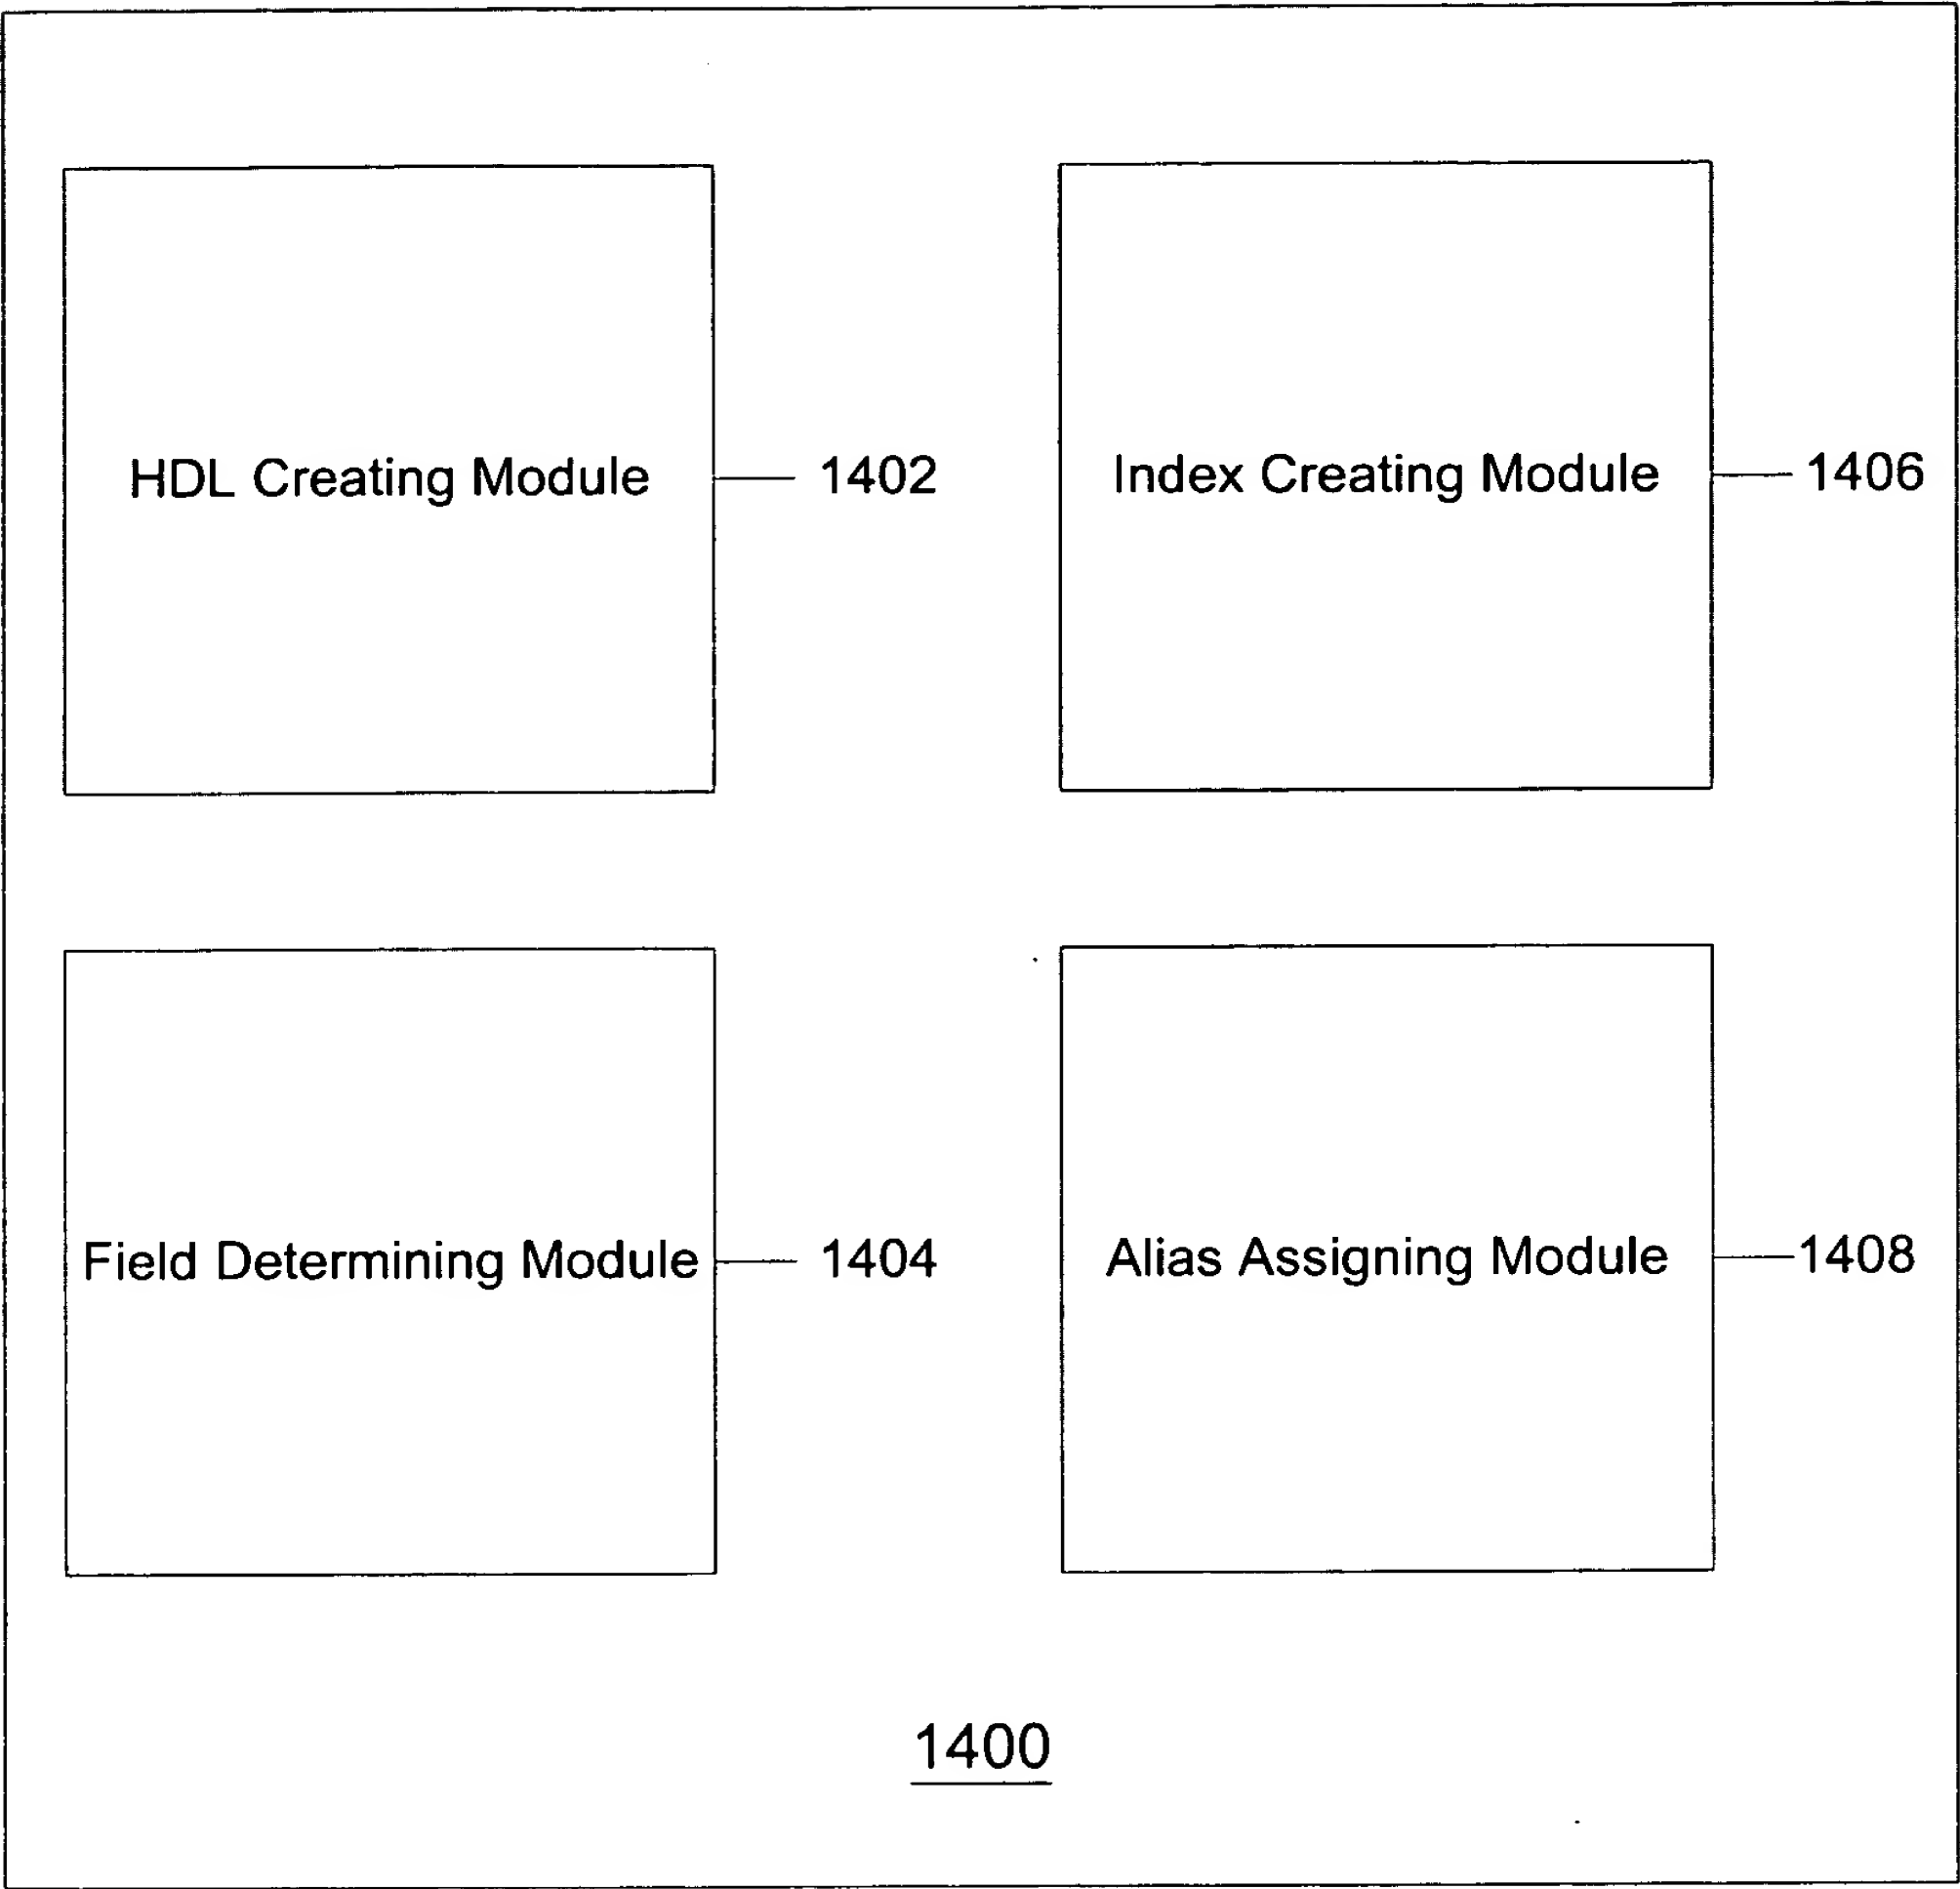 HDL Creating Module
1402
Index Creating Module
1406
Field Determining Module
1404
Alias Assigning Module
1408
1400